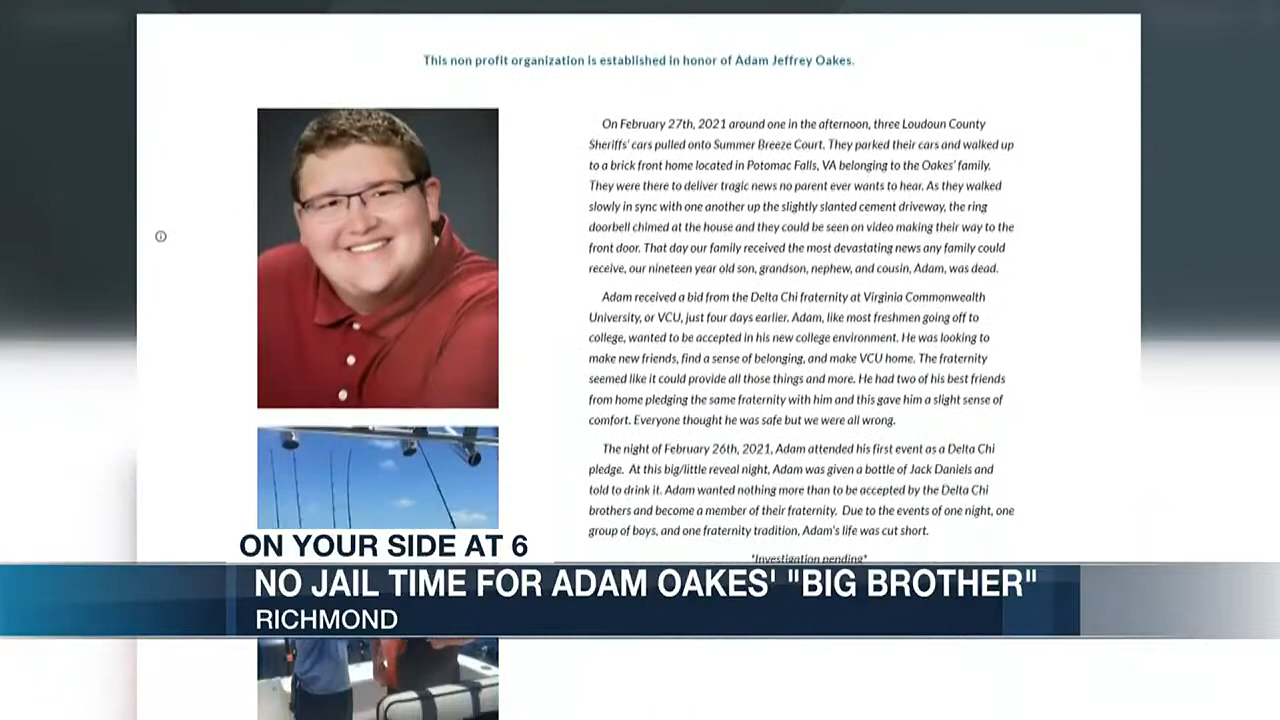 This non profit organization is established in honor of Adam Jeffrey Oakes.
On February 27th, 2021 around one in the afternoon, three Loudoun County
Sheriffs' cars pulled onto Summer Breeze Court. They parked their cars and walked up
to a brick front home located in Potomac Falls, VA belonging to the Oakes' family.
They were there to deliver tragic news no parent ever wants to hear. As they walked
slowly in sync with one another up the slightly slanted cement driveway, the ring
doorbell chimed at the house and they could be seen on video making their way to the
front door. That day our family received the most devastating news any family could
receive, our nineteen year old son, grandson, nephew, and cousin, Adam, was dead.
Adam received a bid from the Delta Chi fraternity at Virginia Commonwealth
University, or VCU, just four days earlier. Adam, like most freshmen going off to
college, wanted to be accepted in his new college environment. He was looking to
make new friends, find a sense of belonging, and make VCU home. The fraternity
seemed like it could provide all those things and more. He had two of his best friends
from home pledging the same fraternity with him and this gave him a slight sense of
comfort. Everyone thought he was safe but we were all wrong.
The night of February 26th, 2021, Adam attended his first event as a Delta Chi
pledge. At this big/little reveal night, Adam was given a bottle of Jack Daniels and
told to drink it. Adam wanted nothing more than to be accepted by the Delta Chi
brothers and become a member of their fraternity. Due to the events of one night, one
group of boys, and one fraternity tradition, Adam's life was cut short.
*Investigation pending*
ON YOUR SIDE AT 6
NO JAIL TIME FOR ADAM OAKES' "BIG BROTHER"
RICHMOND